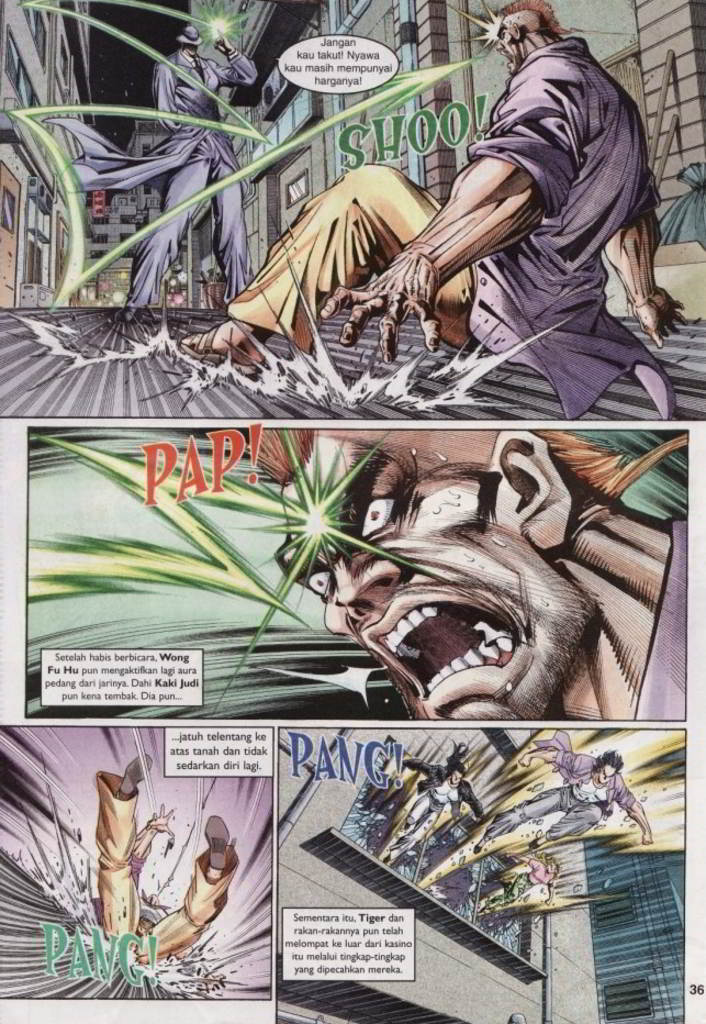 Jangan
kau takut! Nyawa
kau masih mempunyai
harganya!
SHOO!
PAP!
Setelah habis berbicara, Wong
Fu Hu pun mengaktifkan lagi aura
pedang dari jarinya. Dahi Kaki Judi
pun kena tembak. Dia pun...
...jatuh telentang ke
atas tanah dan tidak
sedarkan diri lagi.
PANG!
PANG!
Sementara itu, Tiger dan
rakan-rakannya pun telah
melompat ke luar dari kasino
itu melalui tingkap-tingkap
yang dipecahkan mereka.
36